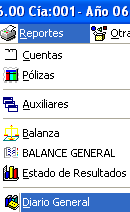 6.00 Cía:001- Año 06
Reportes Otra
Cuentas
Pólizas
Auxiliares
Balanza
BALANCE GENERAL
Estado de Resultados
Diario General